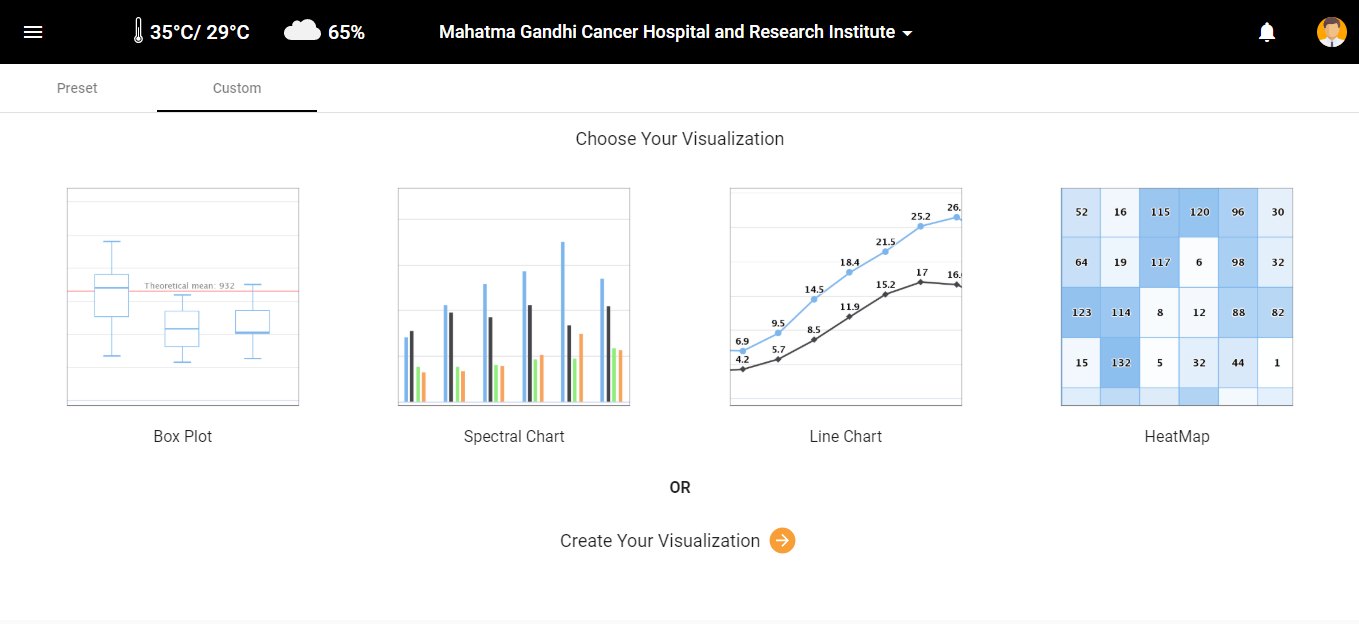 35°C/ 29°C 65% Mahatma Gandhi Cancer Hospital and Research Institute
Preset Custom
Choose Your Visualization
Theoretical mean: 932
6.9 9.5 14.5 18.4 21.5 25.2 26.
4.2 5.7 8.5 11.9 15.2 17 16.
52 16 115 120 96 30
64 19 117 6 98 32
123 114 8 12 88 82
15 132 5 32 44 1
Box Plot Spectral Chart Line Chart HeatMap
OR
Create Your Visualization